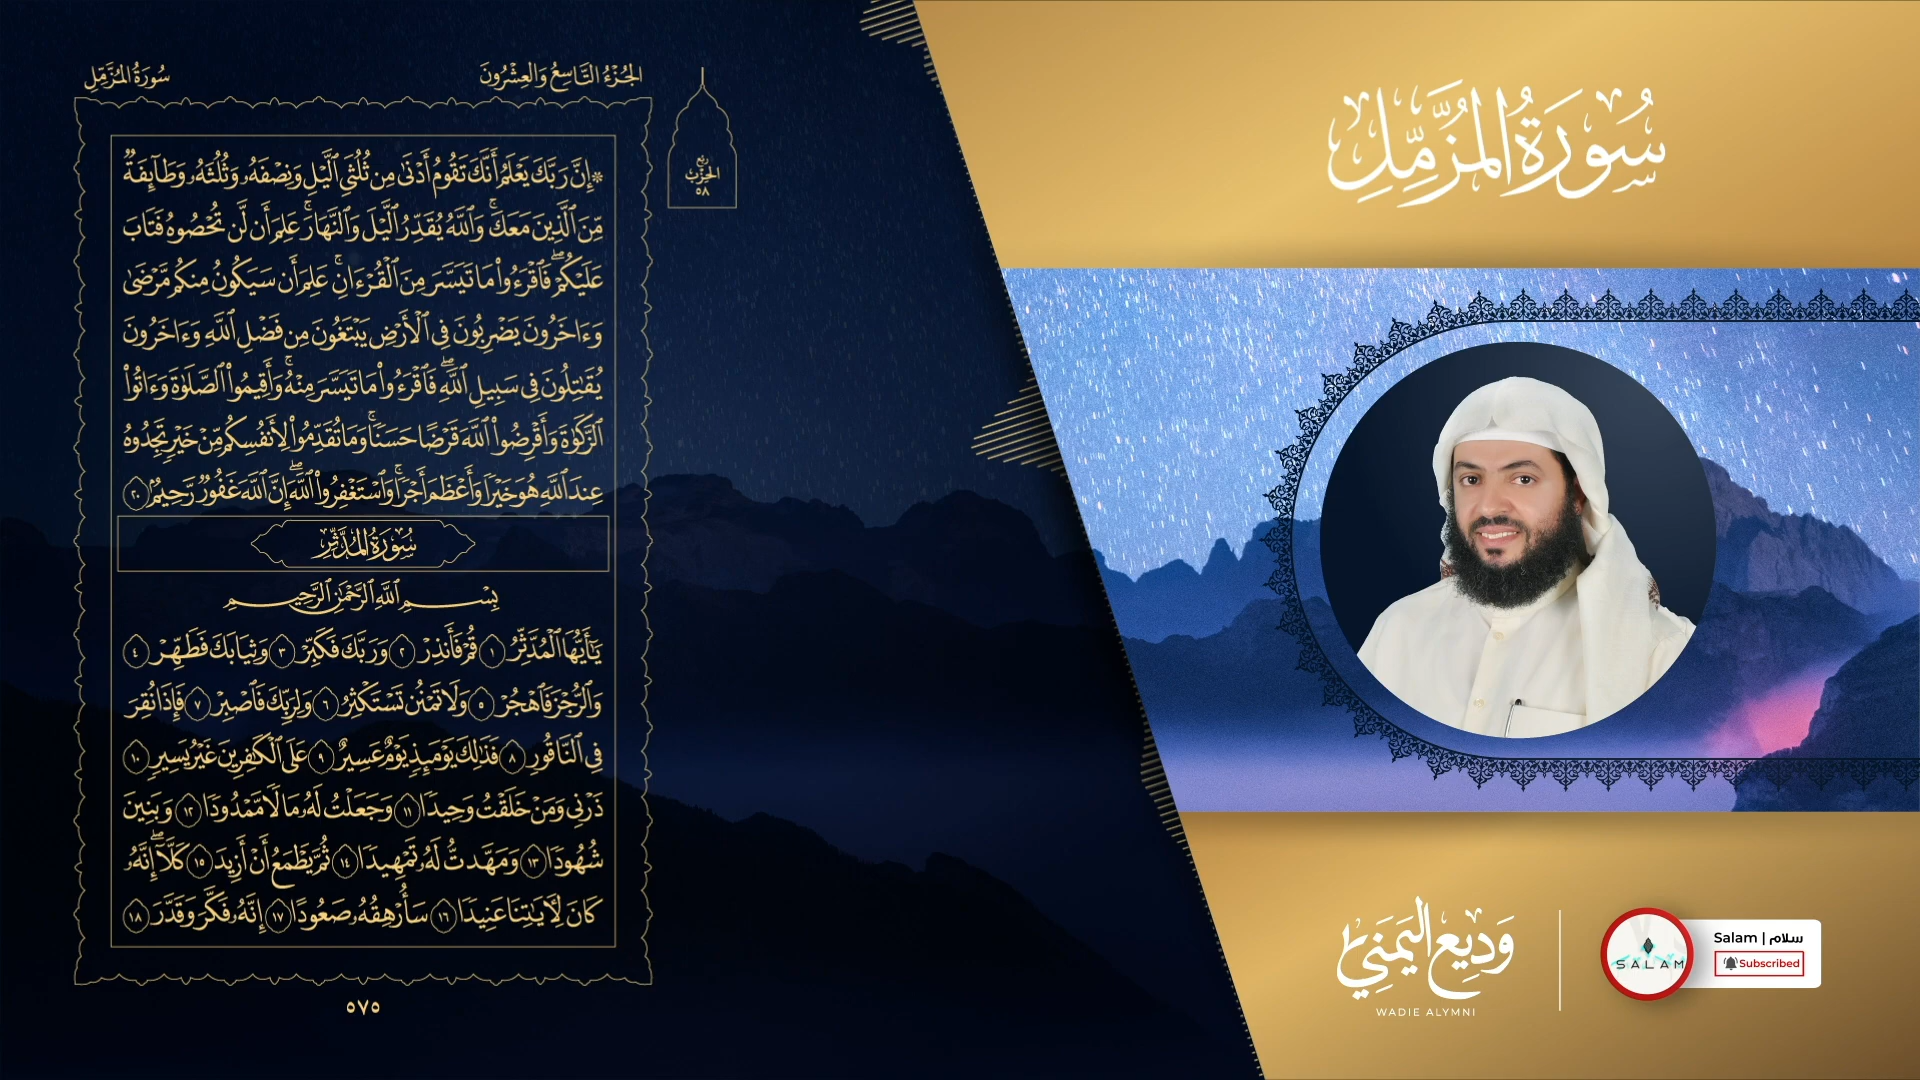 سُورَةُ المُزَّمِّلِ
الجُزْءُ التَّاسِعُ وَالعِشْرُونَ
سُورَةُ المُزَّمِّلِ
ربع
الحزب
٥٨
۞ إِنَّ رَبَّكَ يَعْلَمُ أَنَّكَ تَقُومُ أَدْنَىٰ مِن ثُلُثَيِ ٱلَّيْلِ وَنِصْفَهُۥ وَثُلُثَهُۥ وَطَآئِفَةٌ
مِّنَ ٱلَّذِينَ مَعَكَۚ وَٱللَّهُ يُقَدِّرُ ٱلَّيْلَ وَٱلنَّهَارَۚ عَلِمَ أَن لَّن تُحْصُوهُ فَتَابَ
عَلَيْكُمْۖ فَٱقْرَءُوا۟ مَا تَيَسَّرَ مِنَ ٱلْقُرْءَانِۚ عَلِمَ أَن سَيَكُونُ مِنكُم مَّرْضَىٰ
وَءَاخَرُونَ يَضْرِبُونَ فِى ٱلْأَرْضِ يَبْتَغُونَ مِن فَضْلِ ٱللَّهِ وَءَاخَرُونَ
يُقَٰتِلُونَ فِى سَبِيلِ ٱللَّهِۖ فَٱقْرَءُوا۟ مَا تَيَسَّرَ مِنْهُۚ وَأَقِيمُوا۟ ٱلصَّلَوٰةَ وَءَاتُوا۟
ٱلزَّكَوٰةَ وَأَقْرِضُوا۟ ٱللَّهَ قَرْضًا حَسَنًاۚ وَمَا تُقَدِّمُوا۟ لِأَنفُسِكُم مِّنْ خَيْرٍ تَجِدُوهُ
عِندَ ٱللَّهِ هُوَ خَيْرًا وَأَعْظَمَ أَجْرًاۚ وَٱسْتَغْفِرُوا۟ ٱللَّهَۖ إِنَّ ٱللَّهَ غَفُورٌ رَّحِيمٌۢ ٢٠
سُورَةُ المُدَّثِّرِ
بِسْمِ ٱللَّهِ ٱلرَّحْمَٰنِ ٱلرَّحِيمِ
يَٰٓأَيُّهَا ٱلْمُدَّثِّرُ ١ قُمْ فَأَنذِرْ ٢ وَرَبَّكَ فَكَبِّرْ ٣ وَثِيَابَكَ فَطَهِّرْ ٤
وَٱلرُّجْزَ فَٱهْجُرْ ٥ وَلَا تَمْنُن تَسْتَكْثِرُ ٦ وَلِرَبِّكَ فَٱصْبِرْ ٧ فَإِذَا نُقِرَ
فِى ٱلنَّاقُورِ ٨ فَذَٰلِكَ يَوْمَئِذٍ يَوْمٌ عَسِيرٌ ٩ عَلَى ٱلْكَٰفِرِينَ غَيْرُ يَسِيرٍ ١٠
ذَرْنِى وَمَنْ خَلَقْتُ وَحِيدًا ١١ وَجَعَلْتُ لَهُۥ مَالًا مَّمْدُودًا ١٢ وَبَنِينَ
شُهُودًا ١٣ وَمَهَّدتُّ لَهُۥ تَمْهِيدًا ١٤ ثُمَّ يَطْمَعُ أَنْ أَزِيدَ ١٥ كَلَّآۖ إِنَّهُۥ
كَانَ لِءَايَٰتِنَا عَنِيدًا ١٦ سَأُرْهِقُهُۥ صَعُودًا ١٧ إِنَّهُۥ فَكَّرَ وَقَدَّرَ ١٨
٥٧٥
وَدِيع اليَمَنِي
WADIE ALYMNI
SALAM
Salam | سلام
Subscribed